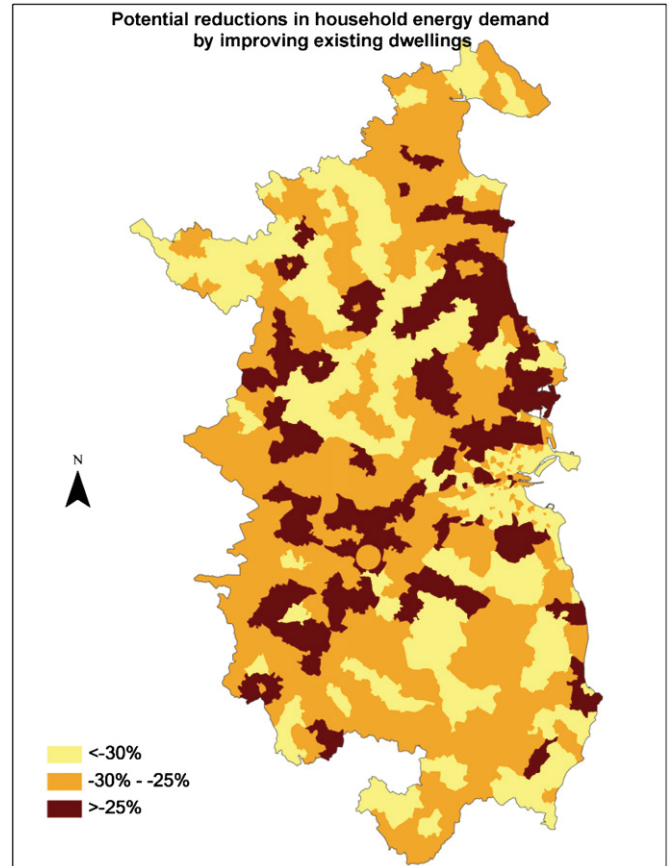 Potential reductions in household energy demand
by improving existing dwellings
N
<-30%
-30% - -25%
>-25%